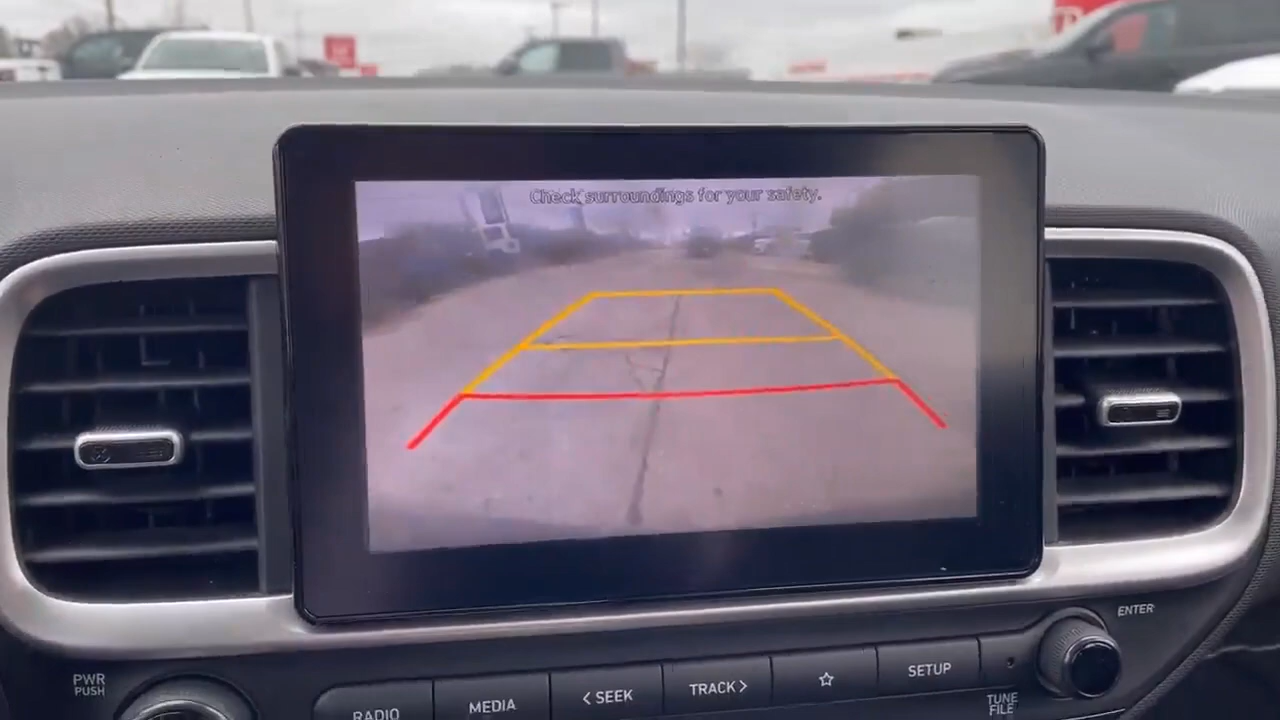 Check surroundings for your safety.
ENTER
PWR
PUSH
RADIO
MEDIA
< SEEK
TRACK >
SETUP
TUNE
FILE